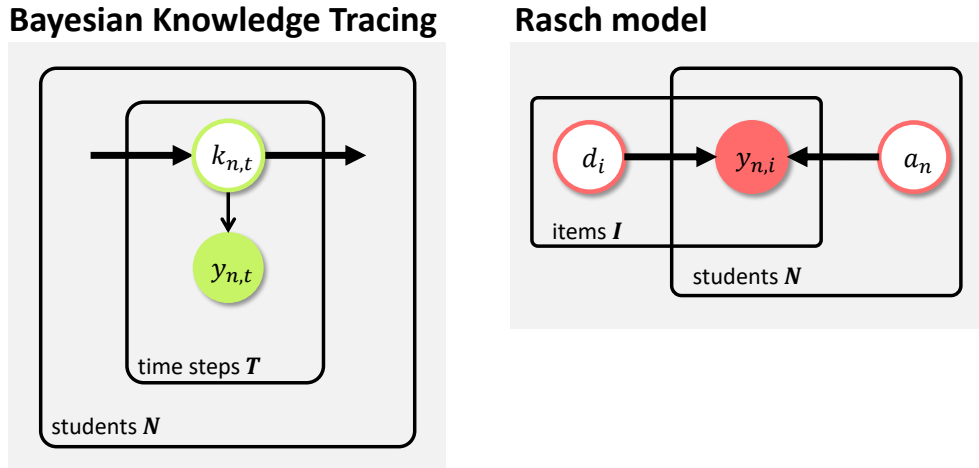 Bayesian Knowledge Tracing
k_{n,t}
y_{n,t}
time steps T
students N
Rasch model
d_i
y_{n,i}
a_n
items I
students N